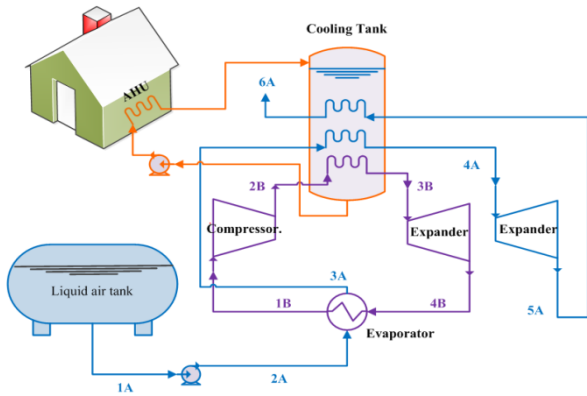 Cooling Tank
AHU
6A
4A
2B
3B
Compressor.
Expander
Expander
Liquid air tank
3A
1B
4B
5A
Evaporator
1A
2A